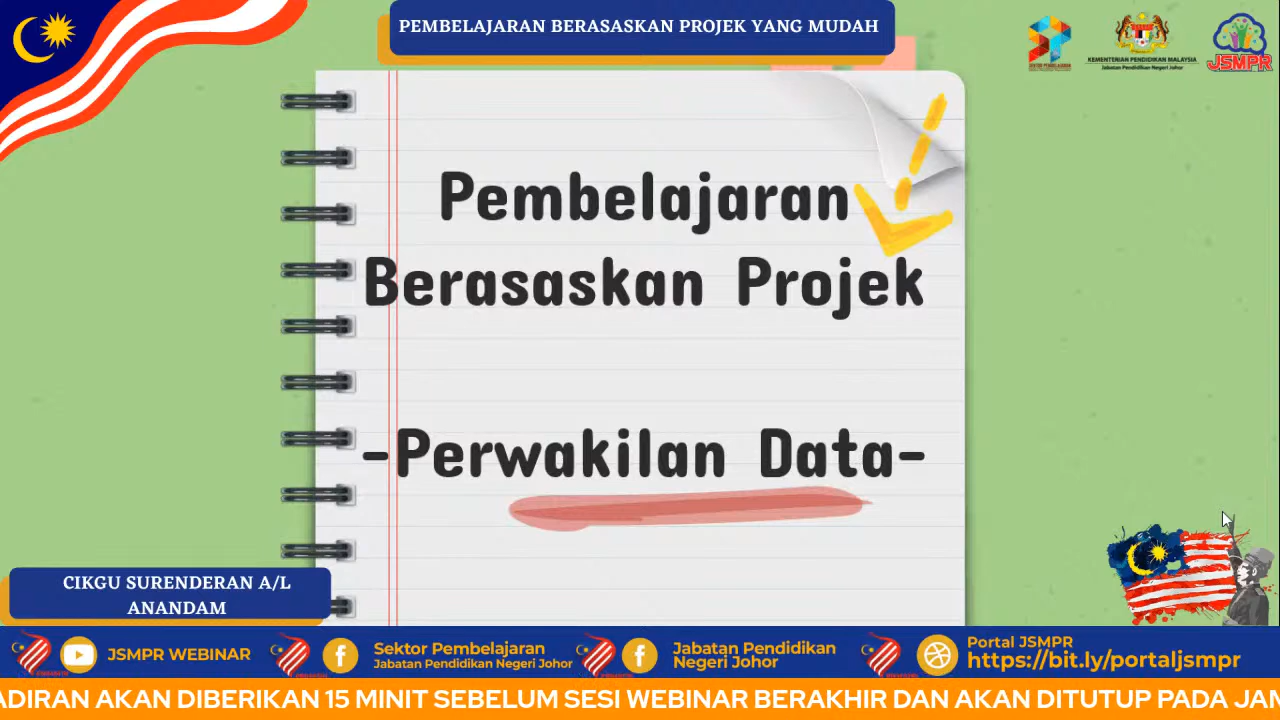 PEMBELAJARAN BERASASKAN PROJEK YANG MUDAH
KEMENTERIAN PENDIDIKAN MALAYSIA
Jabatan Pendidikan Negeri Johor
JSMPR
Pembelajaran
Berasaskan Projek
-Perwakilan Data-
CIKGU SURENDERAN A/L
ANANDAM
JSMPR WEBINAR
Sektor Pembelajaran
Jabatan Pendidikan Negeri Johor
Jabatan Pendidikan
Negeri Johor
Portal JSMPR
https://bit.ly/portaljsmpr
ADIRAN AKAN DIBERIKAN 15 MINIT SEBELUM SESI WEBINAR BERAKHIR DAN AKAN DITUTUP PADA JAM